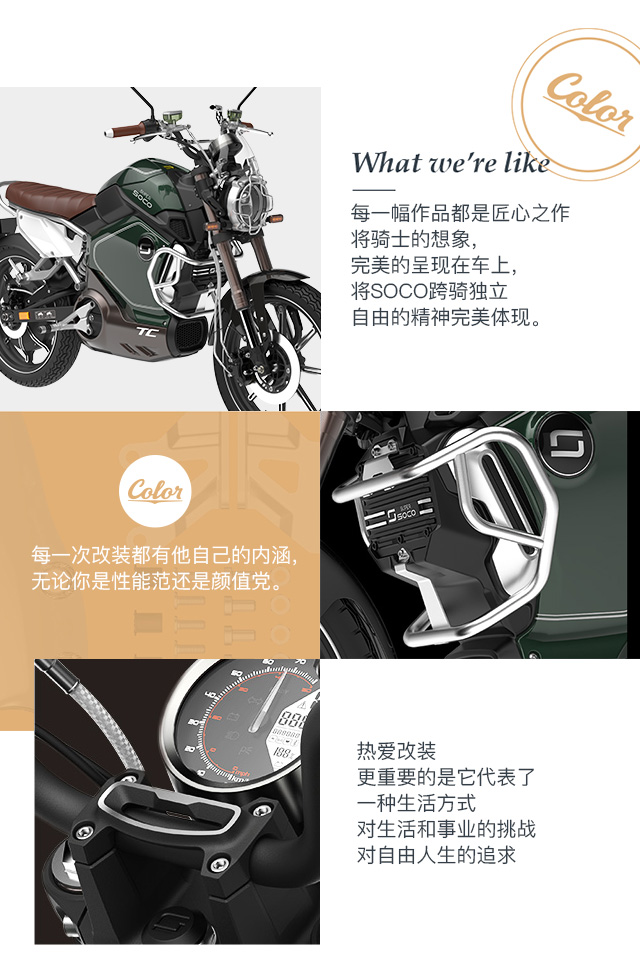 Color
What we're like
每一幅作品都是匠心之作
将骑士的想象，
完美的呈现在车上，
将SOCO跨骑独立
自由的精神完美体现。
SUPER
SOCO
TC
Color
每一次改装都有他自己的内涵，
无论你是性能范还是颜值党。
SUPER
SOCO
热爱改装
更重要的是它代表了
一种生活方式
对生活和事业的挑战
对自由人生的追求